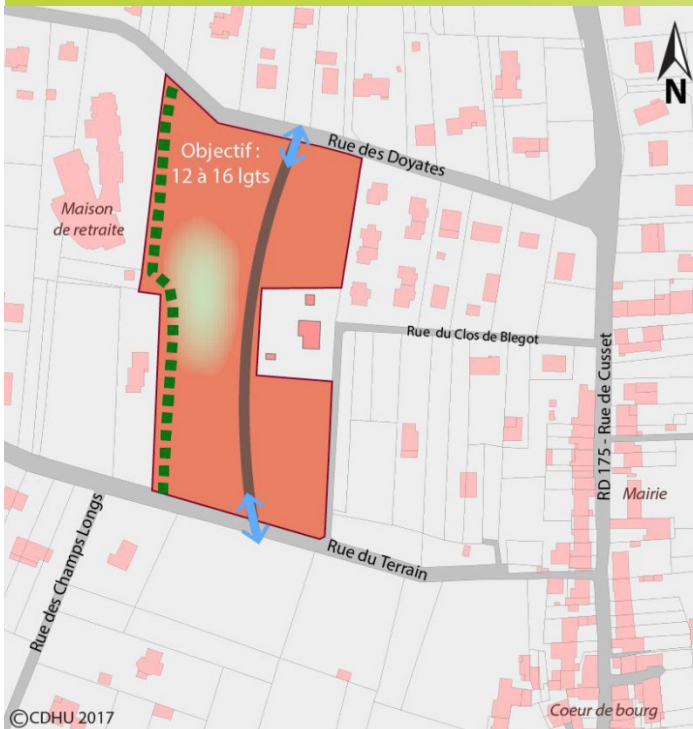 N
Rue des Doyates
Objectif :
12 à 16 lgts
Maison
de retraite
Rue du Clos de Blegot
RD 175 - Rue de Cusset
Mairie
Rue des Champs Longs
Rue du Terrain
Coeur de bourg
©CDHU 2017